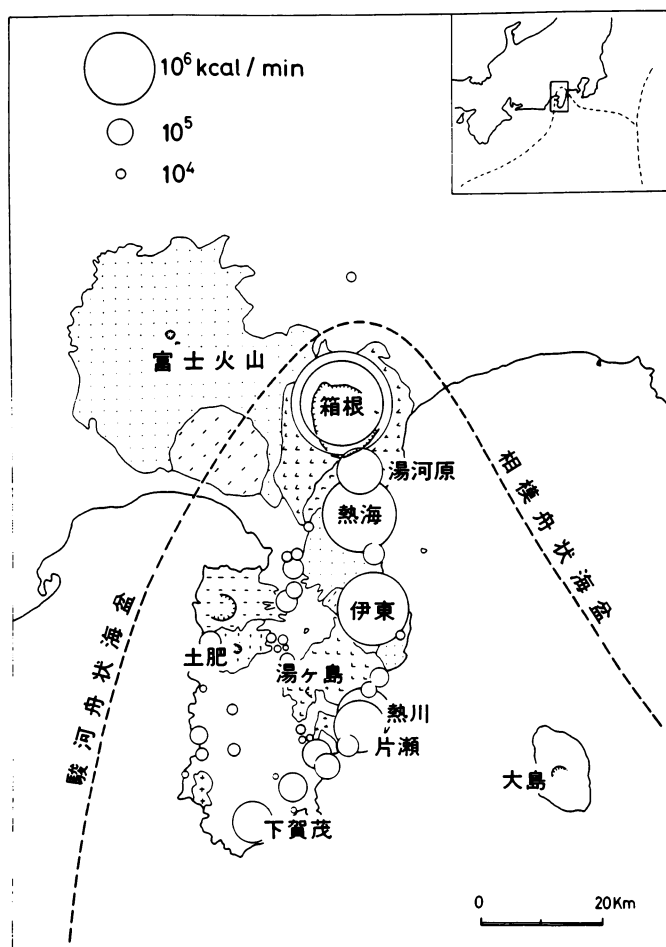 10⁶ kcal / min
10⁵
10⁴
富士火山
箱根
湯河原
熱海
相模舟状海盆
伊東
駿河舟状海盆
土肥
湯ヶ島
熱川
片瀬
大島
下賀茂
0 20Km